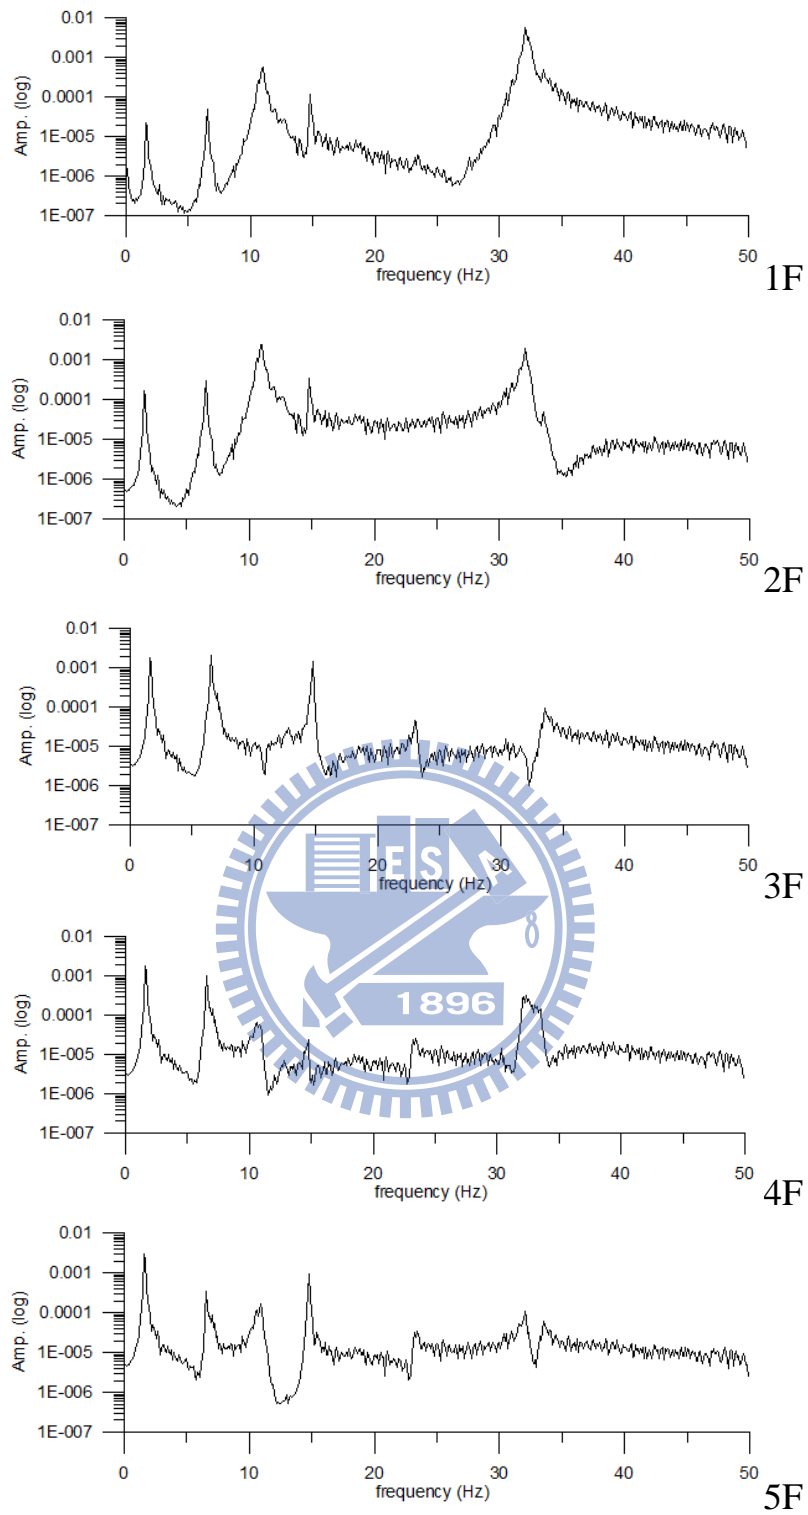 0.01
0.001
0.0001
1E-005
1E-006
1E-007
Amp. (log)
0 10 20 30 40 50
frequency (Hz)
1F
0.01
0.001
0.0001
1E-005
1E-006
1E-007
Amp. (log)
0 10 20 30 40 50
frequency (Hz)
2F
0.01
0.001
0.0001
1E-005
1E-006
1E-007
Amp. (log)
0 10 20 30 40 50
frequency (Hz)
3F
E S
A
1896
0.01
0.001
0.0001
1E-005
1E-006
1E-007
Amp. (log)
0 10 20 30 40 50
frequency (Hz)
4F
0.01
0.001
0.0001
1E-005
1E-006
1E-007
Amp. (log)
0 10 20 30 40 50
frequency (Hz)
5F